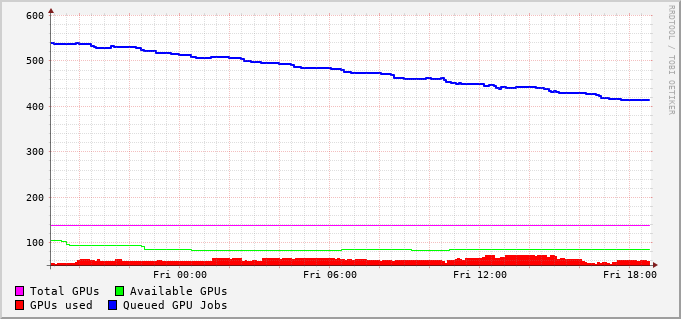 600
500
400
300
200
100
Fri 00:00 Fri 06:00 Fri 12:00 Fri 18:00
Total GPUs Available GPUs
GPUs used Queued GPU Jobs
RRDTOOL / TOBI OETIKER